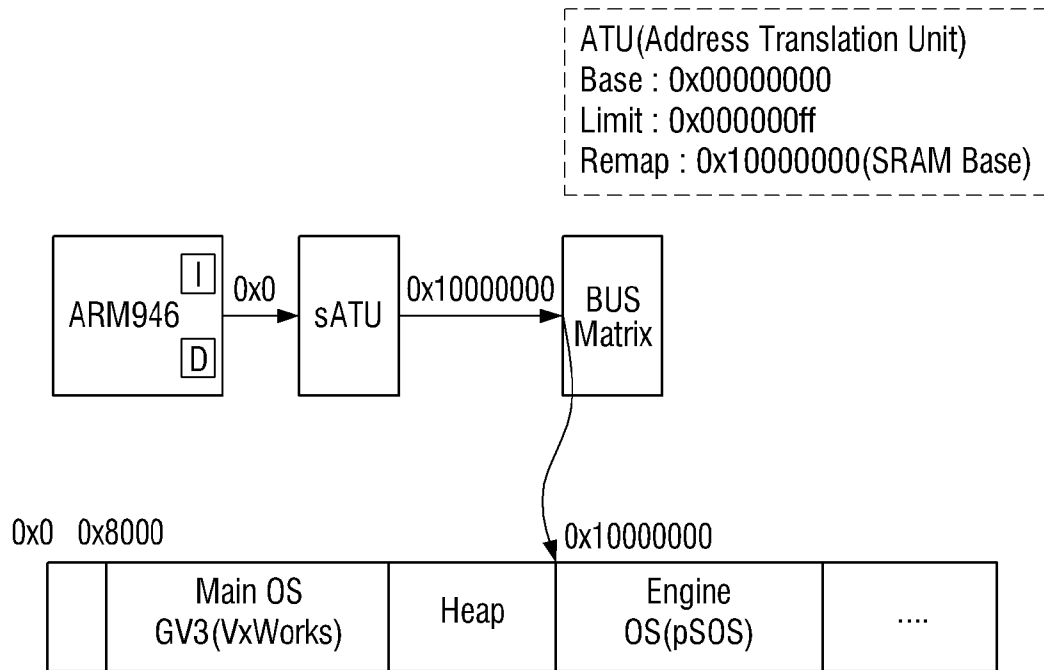 ATU(Address Translation Unit)
Base : 0x00000000
Limit : 0x000000ff
Remap : 0x10000000(SRAM Base)
ARM946
I
D
0x0
sATU
0x10000000
BUS
Matrix
0x0 0x8000
0x10000000
Main OS
GV3(VxWorks)
Heap
Engine
OS(pSOS)
....